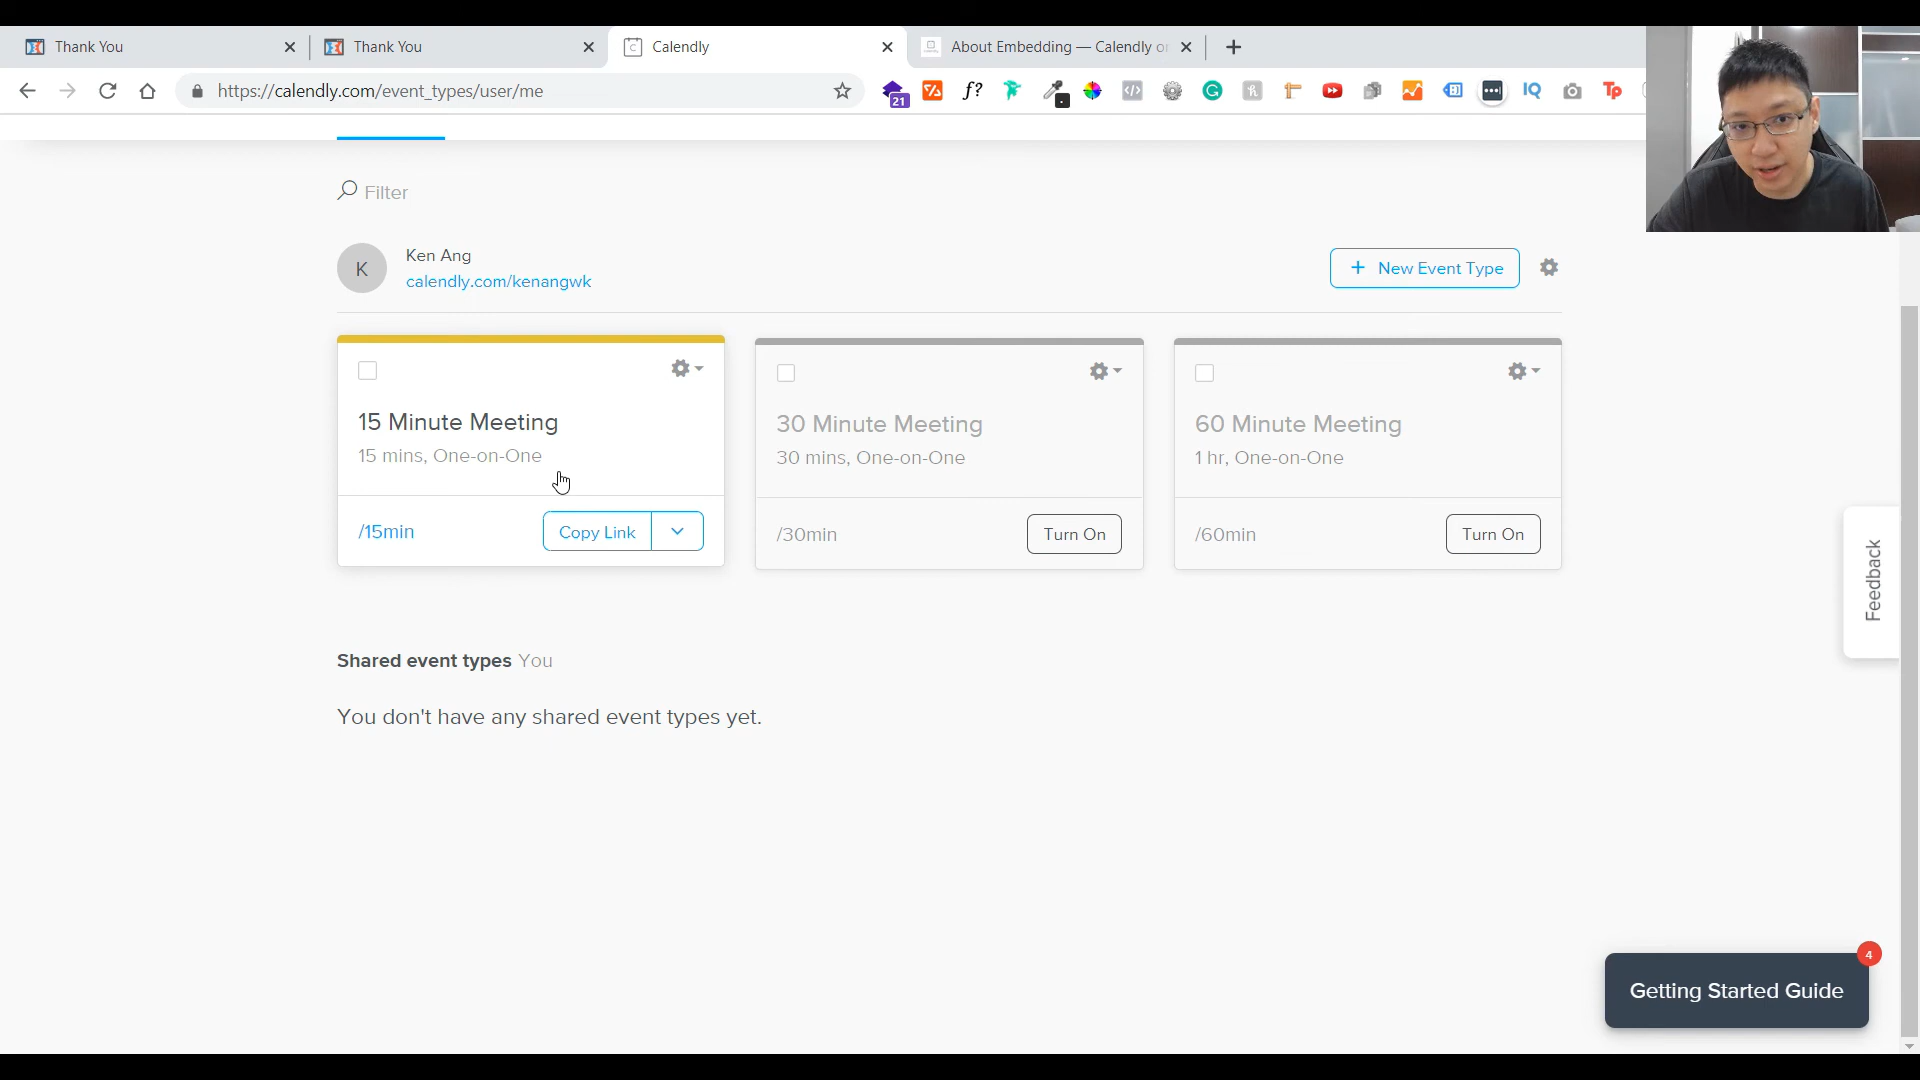 Thank You
Thank You
Calendly
About Embedding — Calendly
https://calendly.com/event_types/user/me
21
f?
IQ
Tp
Filter
K
Ken Ang
calendly.com/kenangwk
+ New Event Type
15 Minute Meeting
15 mins, One-on-One
/15min
Copy Link
30 Minute Meeting
30 mins, One-on-One
/30min
Turn On
60 Minute Meeting
1 hr, One-on-One
/60min
Turn On
Feedback
Shared event types You
You don't have any shared event types yet.
4
Getting Started Guide